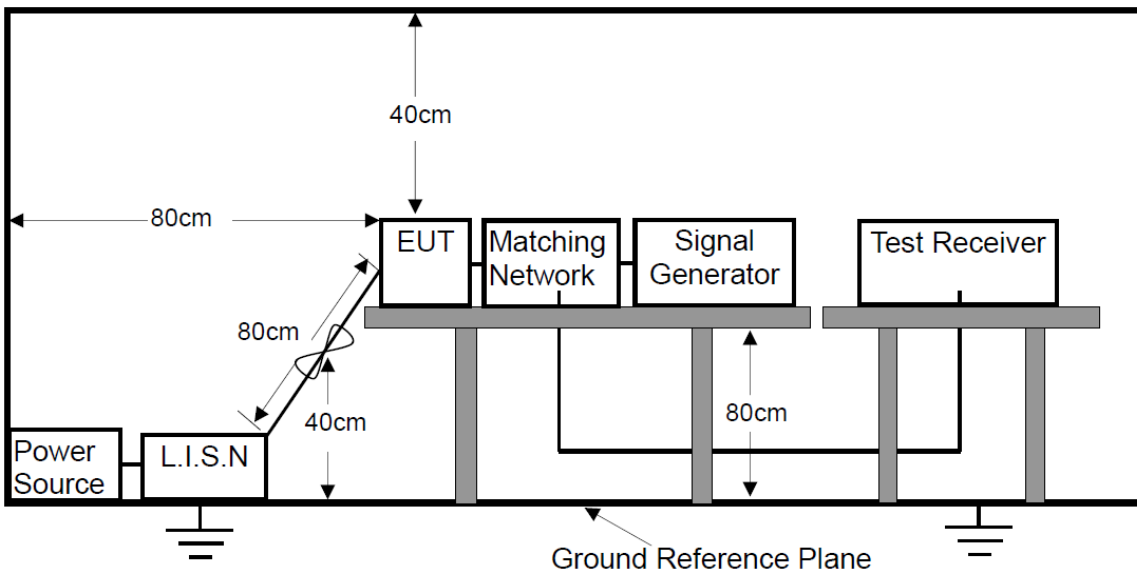 40cm
80cm
EUT
Matching
Network
Signal
Generator
Test Receiver
80cm
40cm
80cm
Power
Source
L.I.S.N
Ground Reference Plane